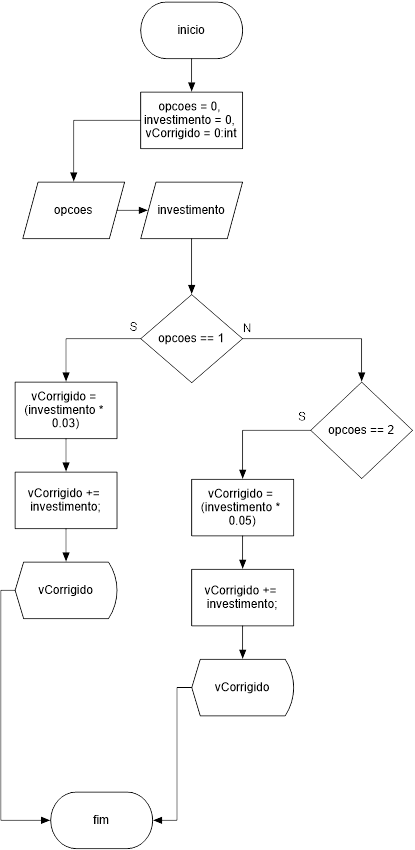 inicio
opcoes = 0,
investimento = 0,
vCorrigido = 0:int
opcoes
investimento
opcoes == 1
S
N
vCorrigido =
(investimento *
0.03)
vCorrigido +=
investimento;
vCorrigido
opcoes == 2
S
vCorrigido =
(investimento *
0.05)
vCorrigido +=
investimento;
vCorrigido
fim